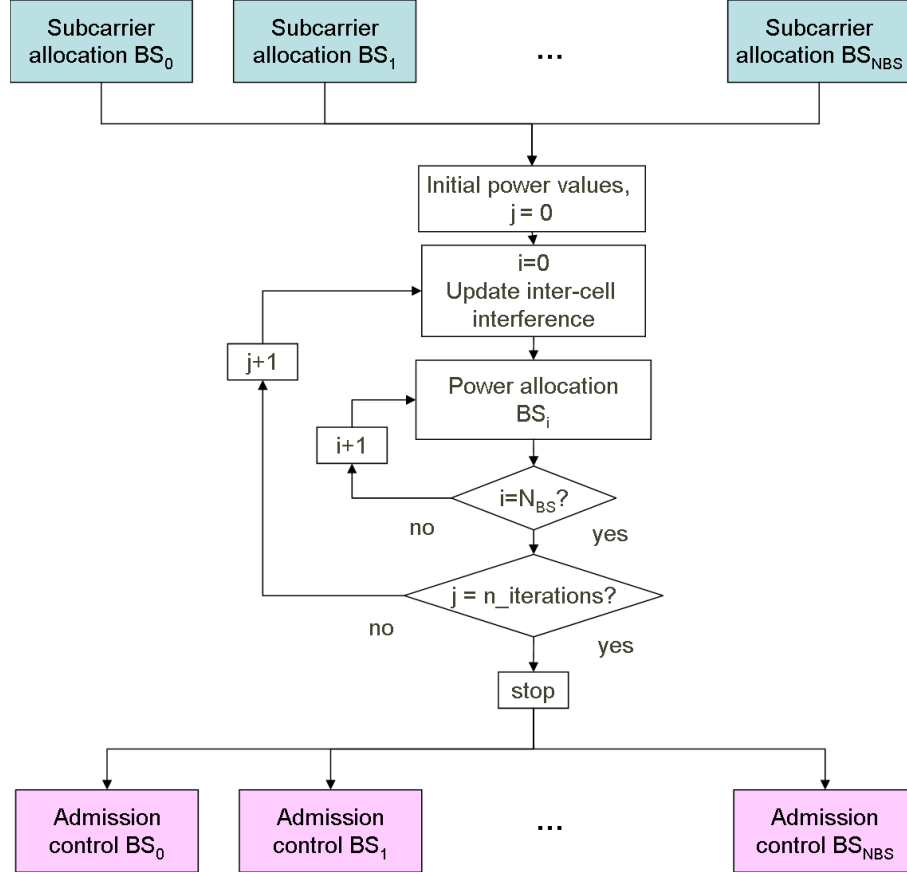 Subcarrier
allocation BS0
Subcarrier
allocation BS1
...
Subcarrier
allocation BSNBS
Initial power values,
j = 0
i=0
Update inter-cell
interference
j+1
Power allocation
BSi
i+1
i=NBS?
no
yes
j = n_iterations?
no
yes
stop
Admission
control BS0
Admission
control BS1
...
Admission
control BSNBS